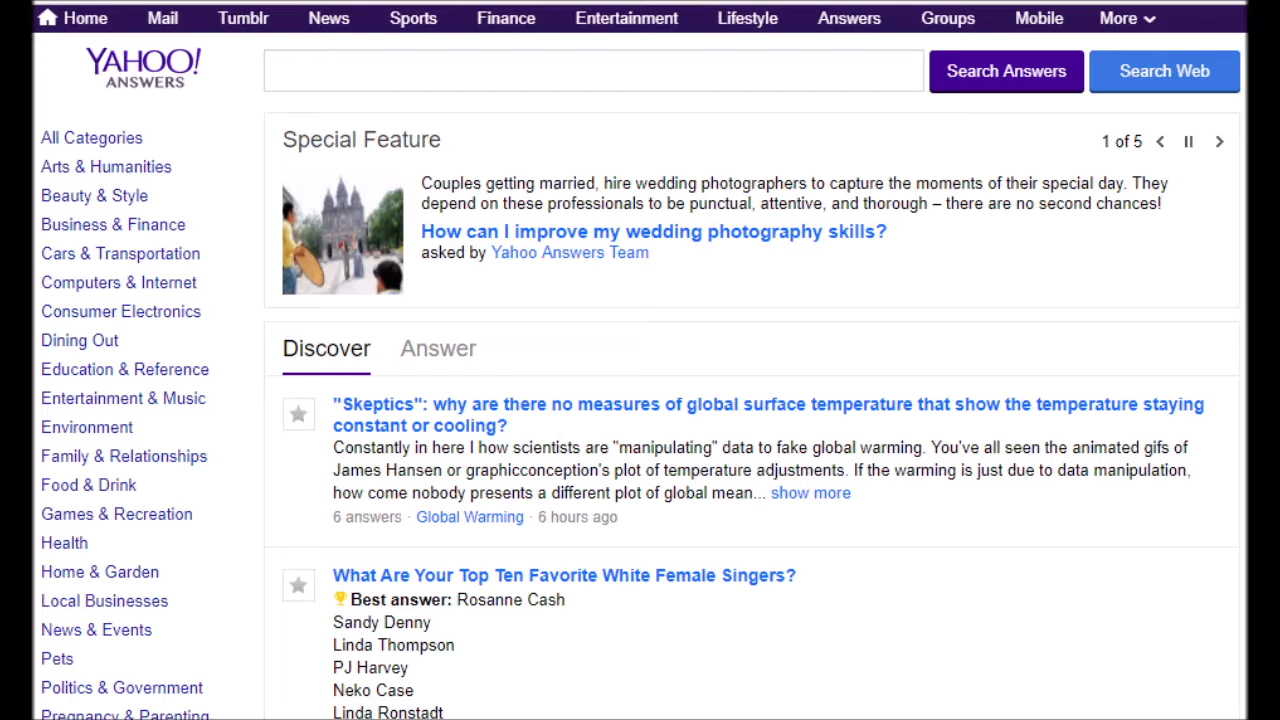 Home Mail Tumblr News Sports Finance Entertainment Lifestyle Answers Groups Mobile More
YAHOO!
ANSWERS
Search Answers
Search Web
All Categories
Arts & Humanities
Beauty & Style
Business & Finance
Cars & Transportation
Computers & Internet
Consumer Electronics
Dining Out
Education & Reference
Entertainment & Music
Environment
Family & Relationships
Food & Drink
Games & Recreation
Health
Home & Garden
Local Businesses
News & Events
Pets
Politics & Government
Pregnancy & Parenting
Special Feature
1 of 5
Couples getting married, hire wedding photographers to capture the moments of their special day. They
depend on these professionals to be punctual, attentive, and thorough – there are no second chances!
How can I improve my wedding photography skills?
asked by Yahoo Answers Team
Discover Answer
"Skeptics": why are there no measures of global surface temperature that show the temperature staying
constant or cooling?
Constantly in here I how scientists are "manipulating" data to fake global warming. You've all seen the animated gifs of
James Hansen or graphicconception's plot of temperature adjustments. If the warming is just due to data manipulation,
how come nobody presents a different plot of global mean... show more
6 answers · Global Warming · 6 hours ago
What Are Your Top Ten Favorite White Female Singers?
Best answer: Rosanne Cash
Sandy Denny
Linda Thompson
PJ Harvey
Neko Case
Linda Ronstadt